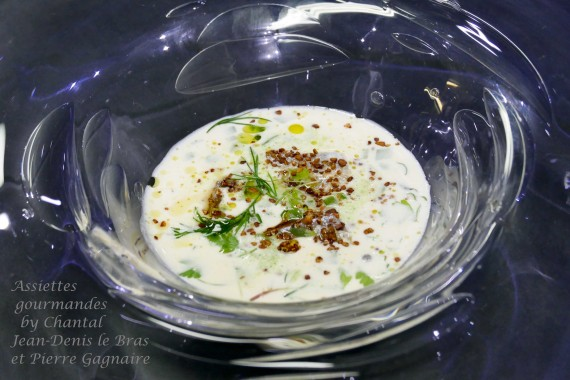 Assiettes
gourmandes
by Chantal
Jean-Denis le Bras
et Pierre Gagnaire